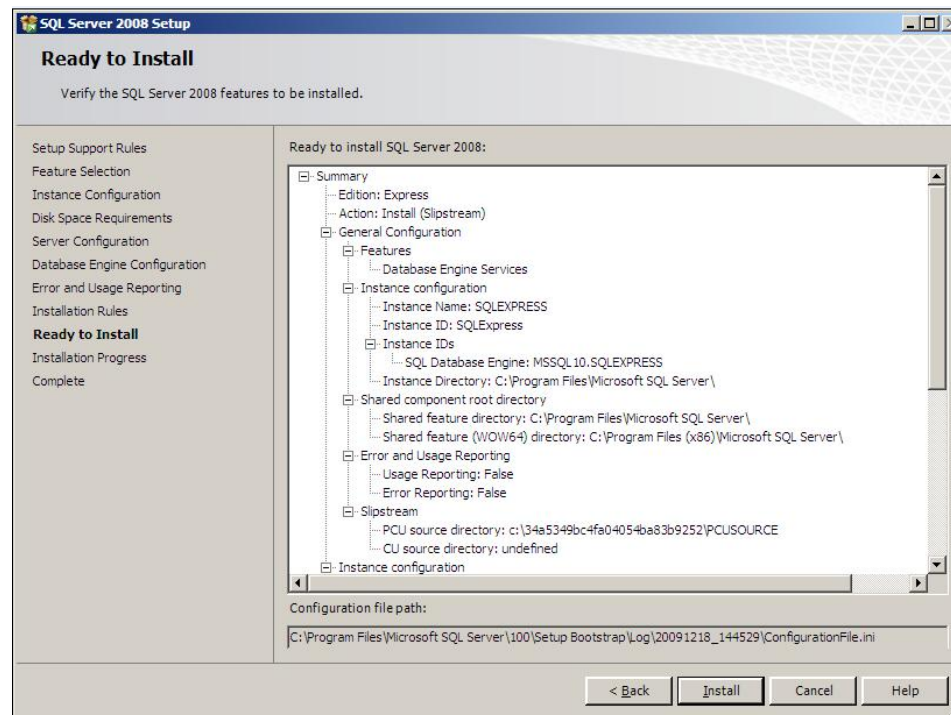 SQL Server 2008 Setup
Ready to Install
Verify the SQL Server 2008 features to be installed.
Setup Support Rules
Feature Selection
Instance Configuration
Disk Space Requirements
Server Configuration
Database Engine Configuration
Error and Usage Reporting
Installation Rules
Ready to Install
Installation Progress
Complete
Ready to install SQL Server 2008:
Summary
Edition: Express
Action: Install (Slipstream)
General Configuration
Features
Database Engine Services
Instance configuration
Instance Name: SQLEXPRESS
Instance ID: SQLExpress
Instance IDs
SQL Database Engine: MSSQL10.SQLEXPRESS
Instance Directory: C:\Program Files\Microsoft SQL Server\
Shared component root directory
Shared feature directory: C:\Program Files\Microsoft SQL Server\
Shared feature (WOW64) directory: C:\Program Files (x86)\Microsoft SQL Server\
Error and Usage Reporting
Usage Reporting: False
Error Reporting: False
Slipstream
PCU source directory: c:\34a5349bc4fa04054ba83b9252\PCUSOURCE
CU source directory: undefined
Instance configuration
Configuration file path:
C:\Program Files\Microsoft SQL Server\100\Setup Bootstrap\Log\20091218_144529\ConfigurationFile.ini
< Back Install Cancel Help